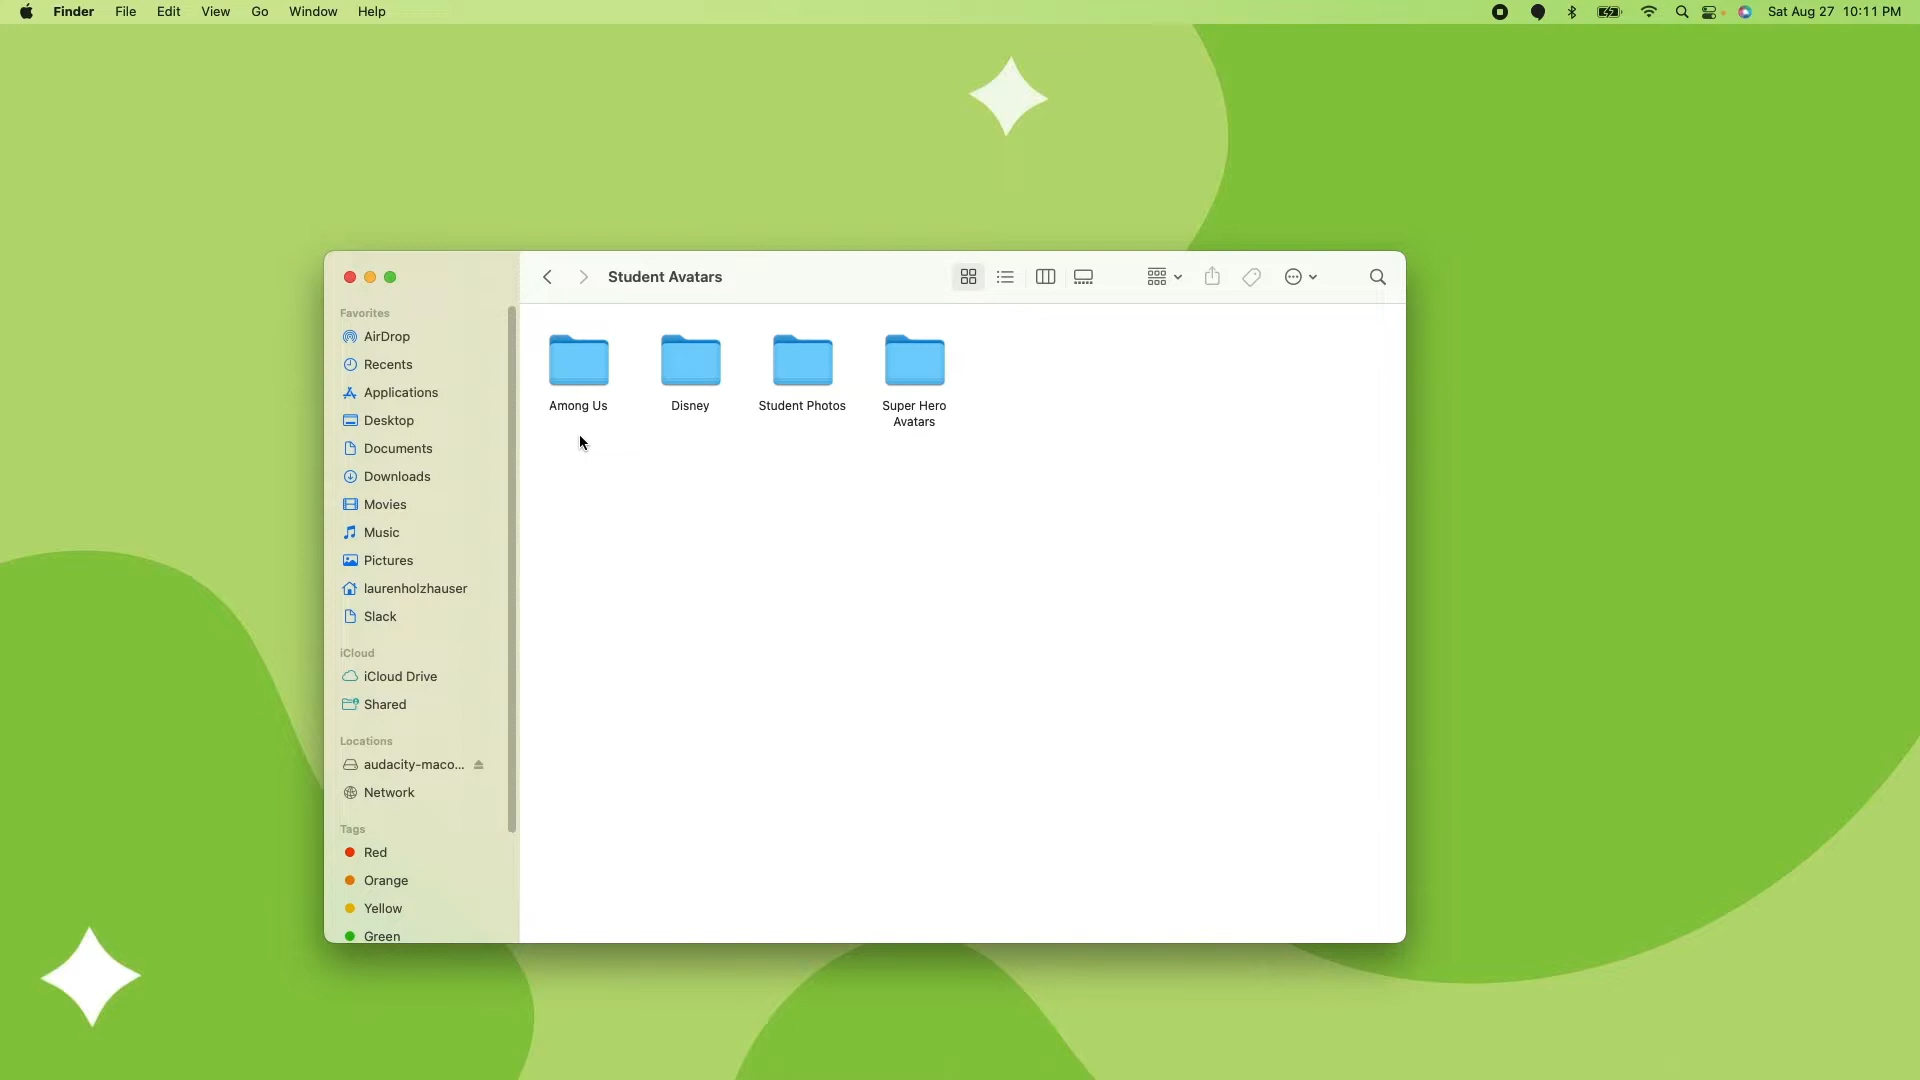 Finder File Edit View Go Window Help Sat Aug 27 10:11 PM
Student Avatars
Favorites
AirDrop
Recents
Applications
Desktop
Documents
Downloads
Movies
Music
Pictures
laurenholzhauser
Slack
iCloud
iCloud Drive
Shared
Locations
audacity-maco...
Network
Tags
Red
Orange
Yellow
Green
Among Us
Disney
Student Photos
Super Hero
Avatars